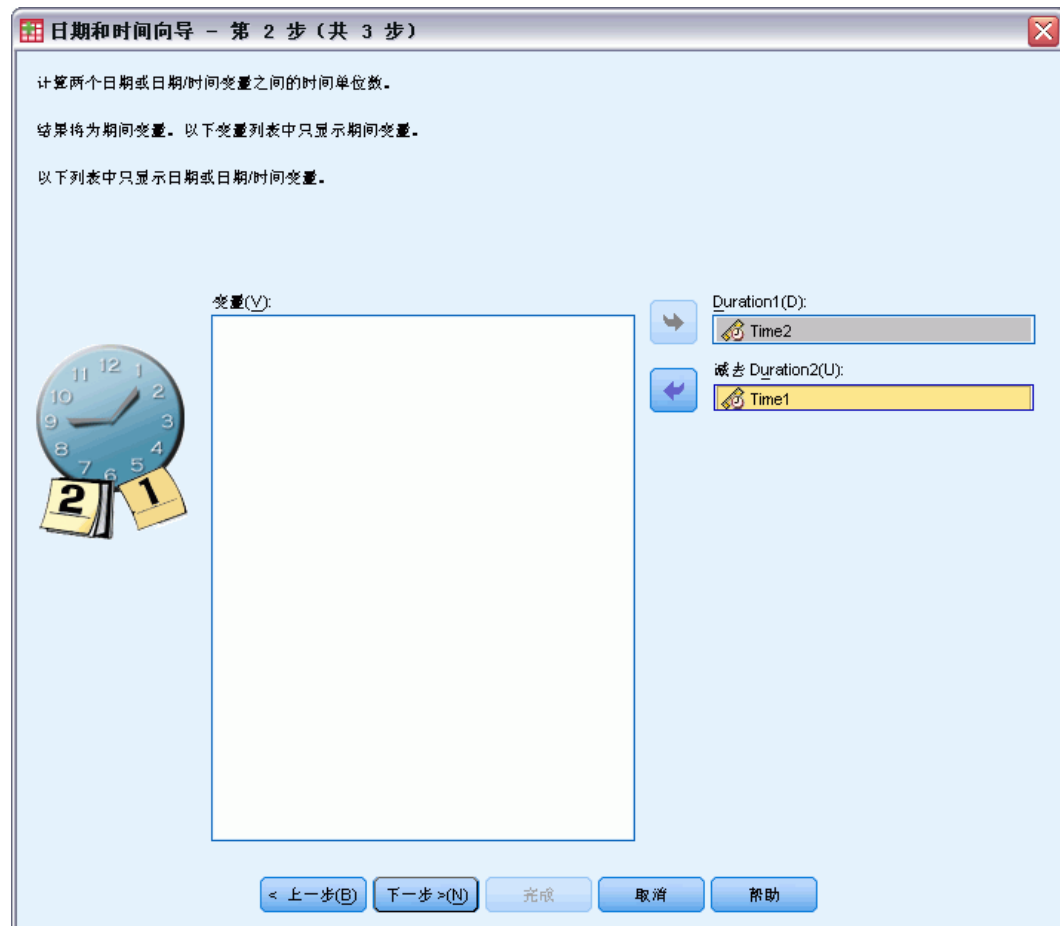 日期和时间向导 - 第 2 步（共 3 步）
计算两个日期或日期/时间变量之间的时间单位数。
结果将为期间变量。以下变量列表中只显示期间变量。
以下列表中只显示日期或日期/时间变量。
变量(V):
Duration1(D):
Time2
减去 Duration2(U):
Time1
12 1
11
10 2
9 3
8 4
7 6 5
2 1
< 上一步(B) 下一步 >(N) 完成 取消 帮助